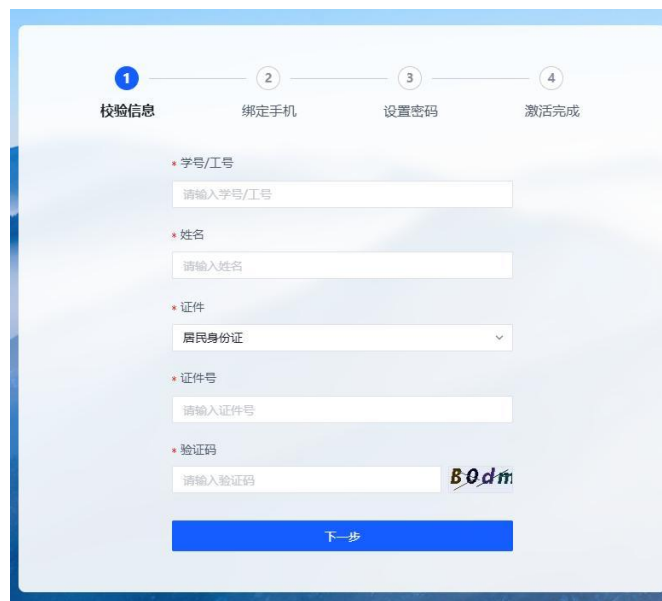 1 2 3 4
校验信息 绑定手机 设置密码 激活完成
* 学号/工号
请输入学号/工号
* 姓名
请输入姓名
* 证件
居民身份证
* 证件号
请输入证件号
* 验证码
请输入验证码 B0dm
下一步